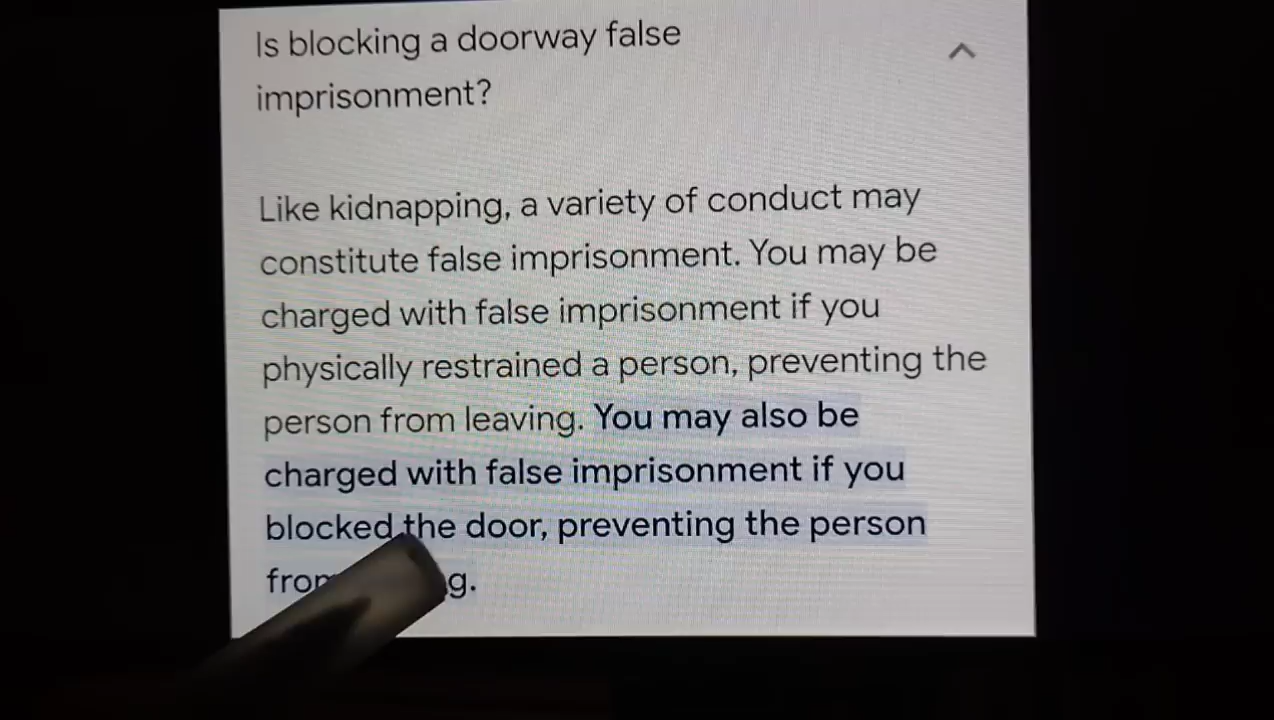 Is blocking a doorway false
imprisonment?
Like kidnapping, a variety of conduct may
constitute false imprisonment. You may be
charged with false imprisonment if you
physically restrained a person, preventing the
person from leaving. You may also be
charged with false imprisonment if you
blocked the door, preventing the person